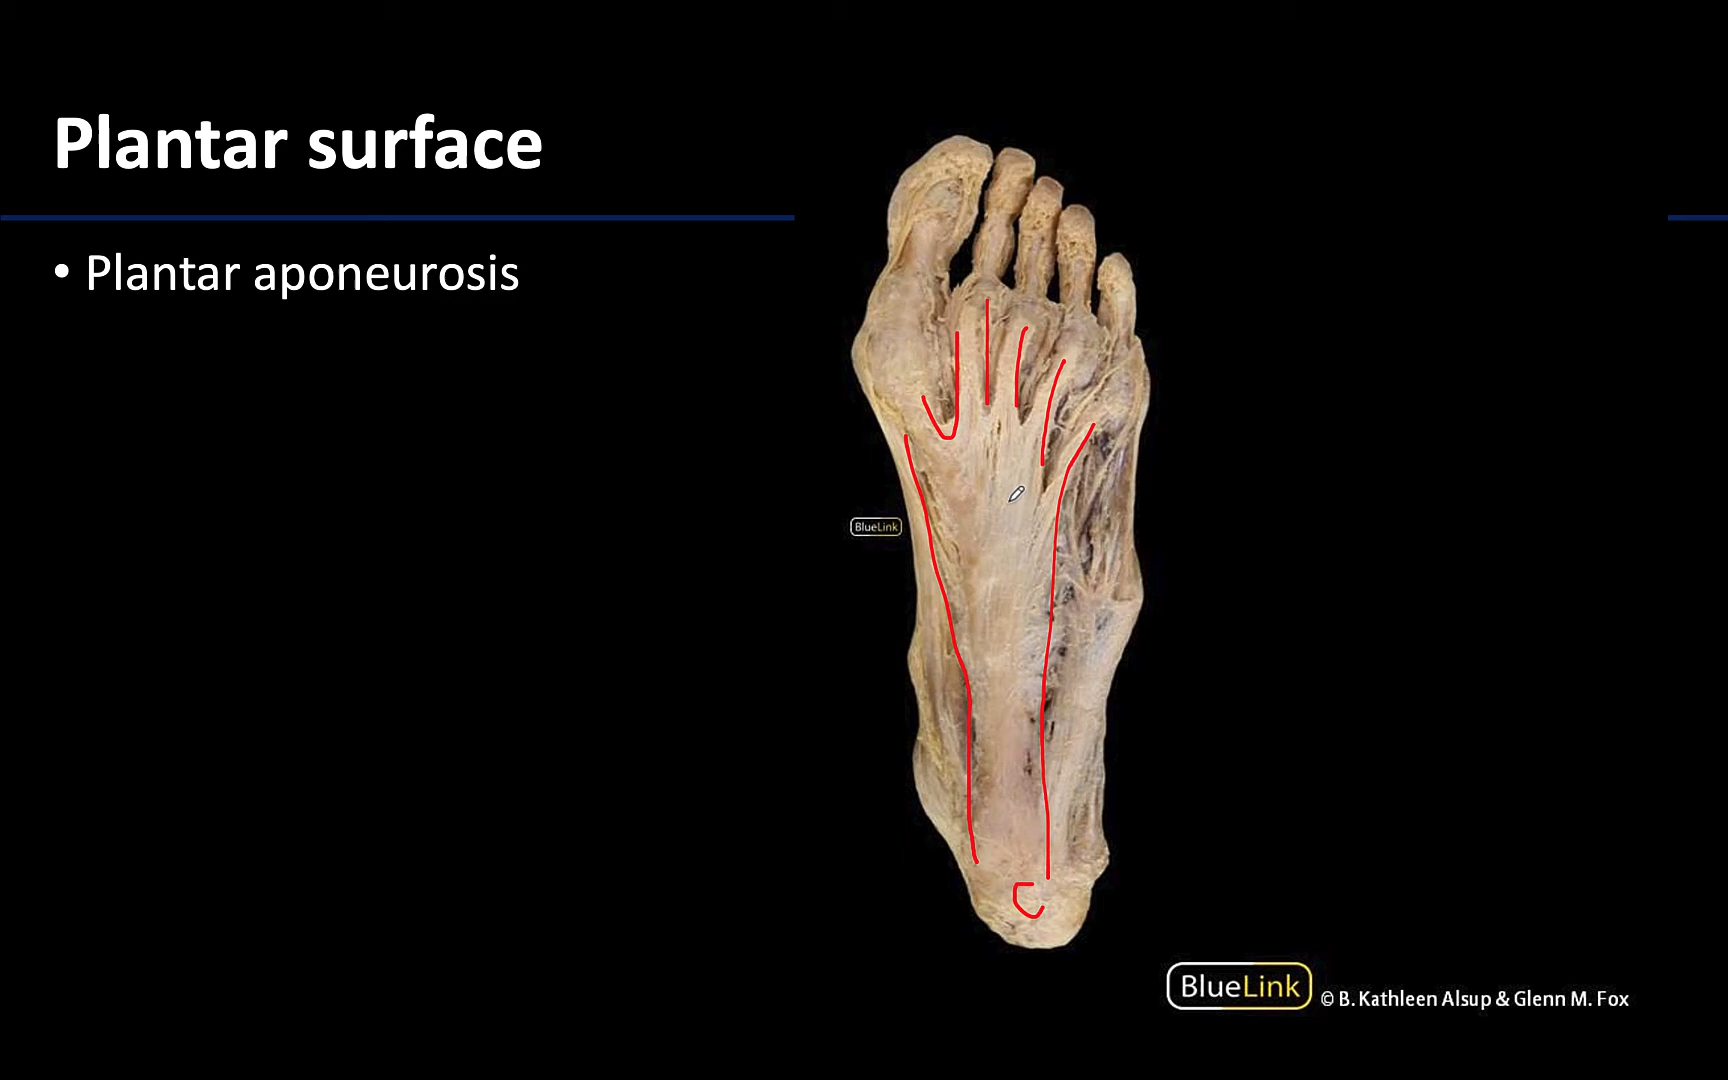 Plantar surface
• Plantar aponeurosis
BlueLink
BlueLink © B. Kathleen Alsup & Glenn M. Fox
C